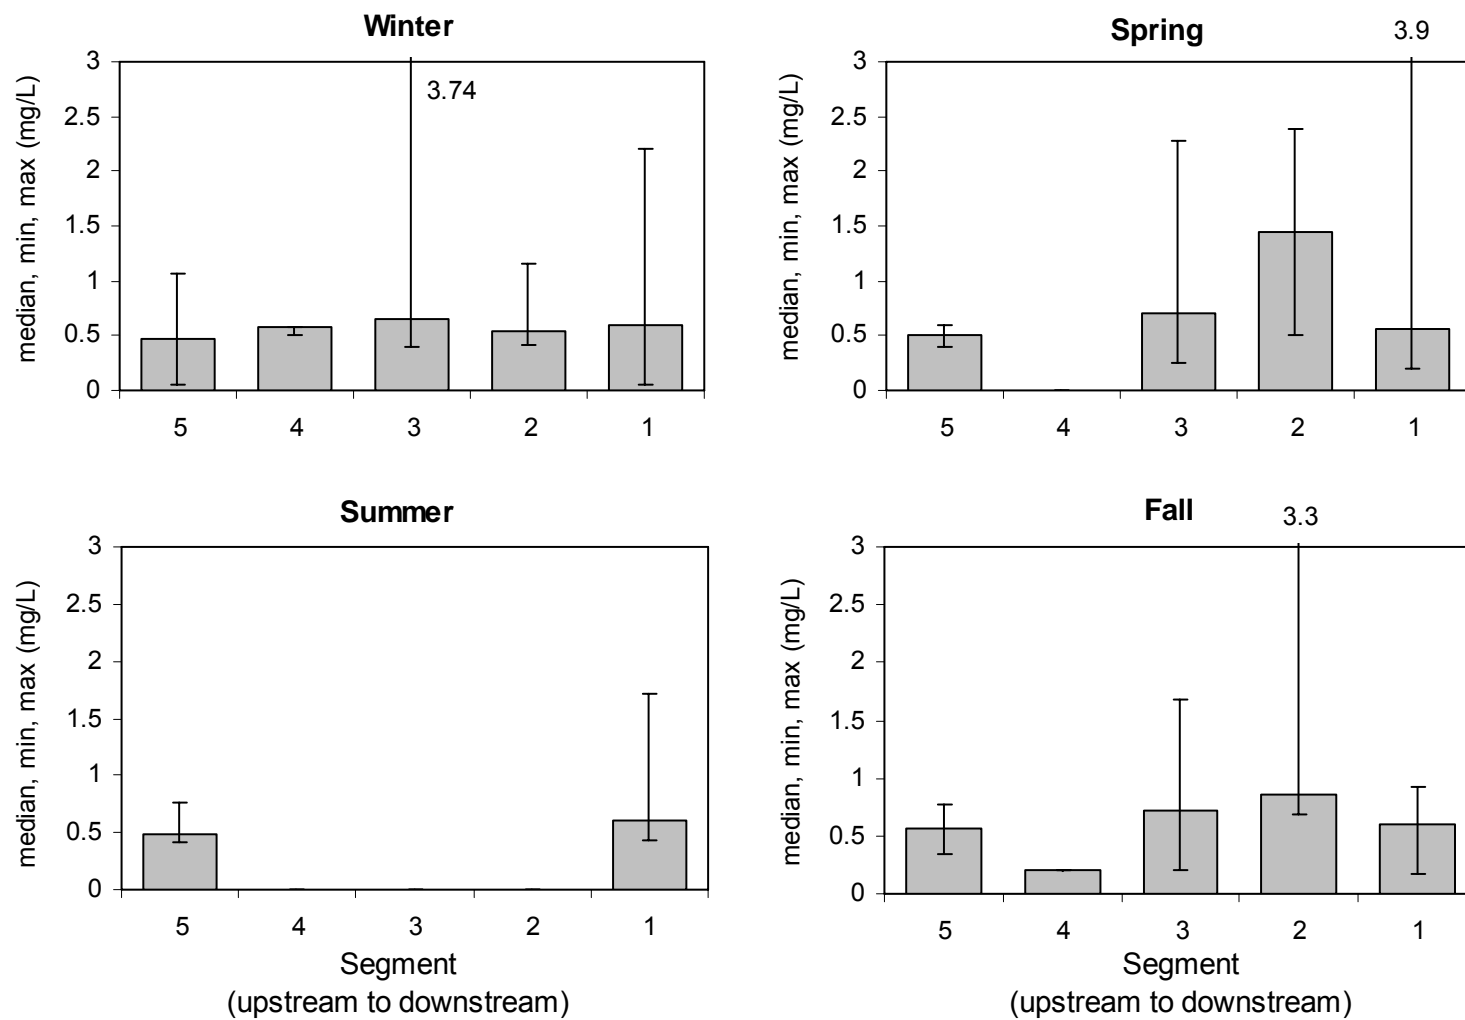 Winter
median, min, max (mg/L)
3
2.5
2
1.5
1
0.5
0
3.74
5 4 3 2 1
Spring
3.9
median, min, max (mg/L)
3
2.5
2
1.5
1
0.5
0
5 4 3 2 1
Summer
median, min, max (mg/L)
3
2.5
2
1.5
1
0.5
0
5 4 3 2 1
Segment
(upstream to downstream)
Fall
3.3
median, min, max (mg/L)
3
2.5
2
1.5
1
0.5
0
5 4 3 2 1
Segment
(upstream to downstream)